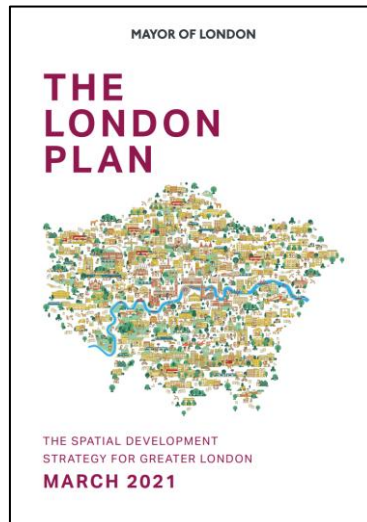 MAYOR OF LONDON
THE
LONDON
PLAN
THE SPATIAL DEVELOPMENT
STRATEGY FOR GREATER LONDON
MARCH 2021